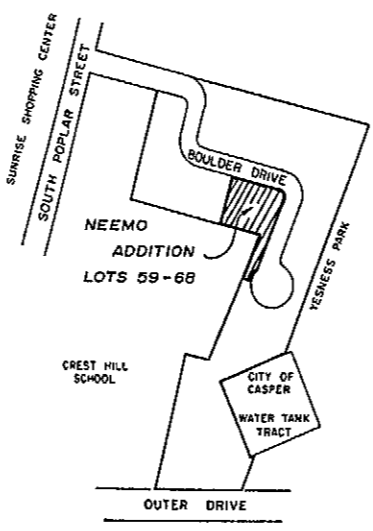 SUNRISE SHOPPING CENTER
SOUTH POPLAR STREET
BOULDER DRIVE
NEEMO
ADDITION
LOTS 59-68
YESNESS PARK
CREST HILL
SCHOOL
CITY OF
CASPER
WATER TANK
TRACT
OUTER DRIVE